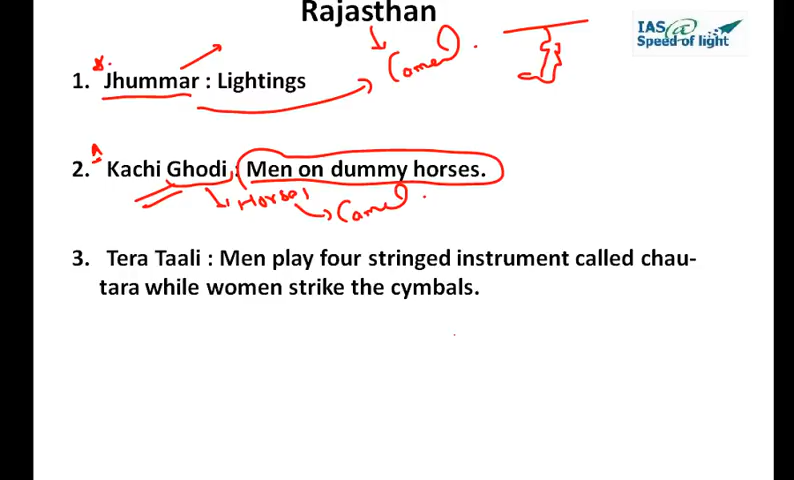 Rajasthan
IAS@
Speed of light
Camel
1. Jhummar : Lightings
2. Kachi Ghodi, Men on dummy horses.
Horse, Camel
3. Tera Taali : Men play four stringed instrument called chau-
tara while women strike the cymbals.